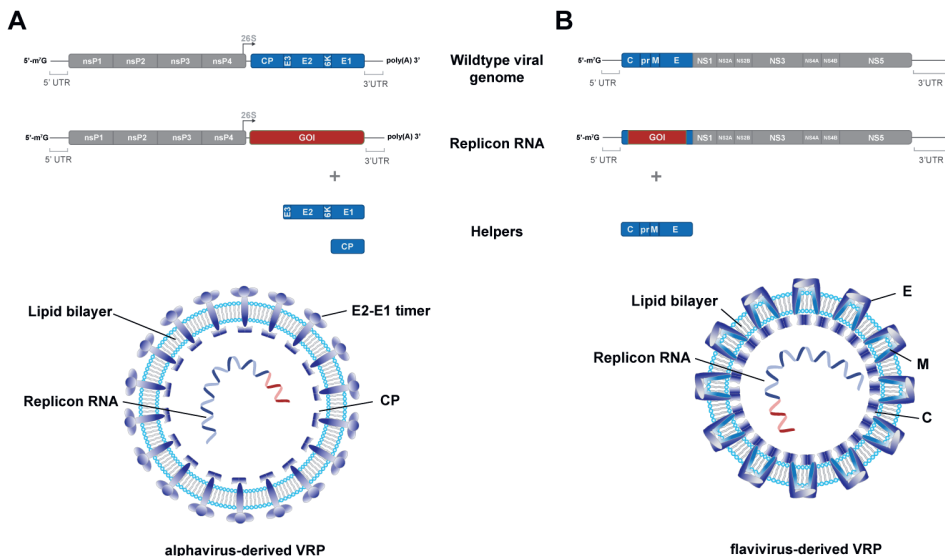 A
B
26S
5'-m⁷G nsP1 nsP2 nsP3 nsP4 CP E3 E2 6K E1 poly(A) 3'
5' UTR 3'UTR
Wildtype viral genome
5'-m⁷G C pr M E NS1 NS2A NS2B NS3 NS4A NS4B NS5
5' UTR 3'UTR
26S
5'-m⁷G nsP1 nsP2 nsP3 nsP4 GOI poly(A) 3'
5' UTR 3'UTR
Replicon RNA
5'-m⁷G GOI NS1 NS2A NS2B NS3 NS4A NS4B NS5
5' UTR 3'UTR
+
+
E3 E2 6K E1
CP
Helpers
C pr M E
Lipid bilayer
E2-E1 timer
Replicon RNA
CP
alphavirus-derived VRP
Lipid bilayer
E
Replicon RNA
M
C
flavivirus-derived VRP